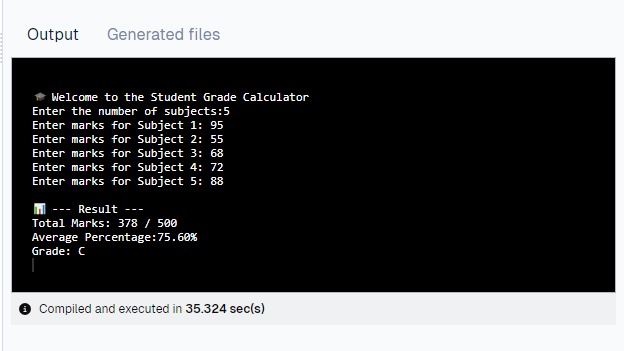 Output Generated files
🎓 Welcome to the Student Grade Calculator
Enter the number of subjects:5
Enter marks for Subject 1: 95
Enter marks for Subject 2: 55
Enter marks for Subject 3: 68
Enter marks for Subject 4: 72
Enter marks for Subject 5: 88
📊 --- Result ---
Total Marks: 378 / 500
Average Percentage:75.60%
Grade: C
Compiled and executed in 35.324 sec(s)